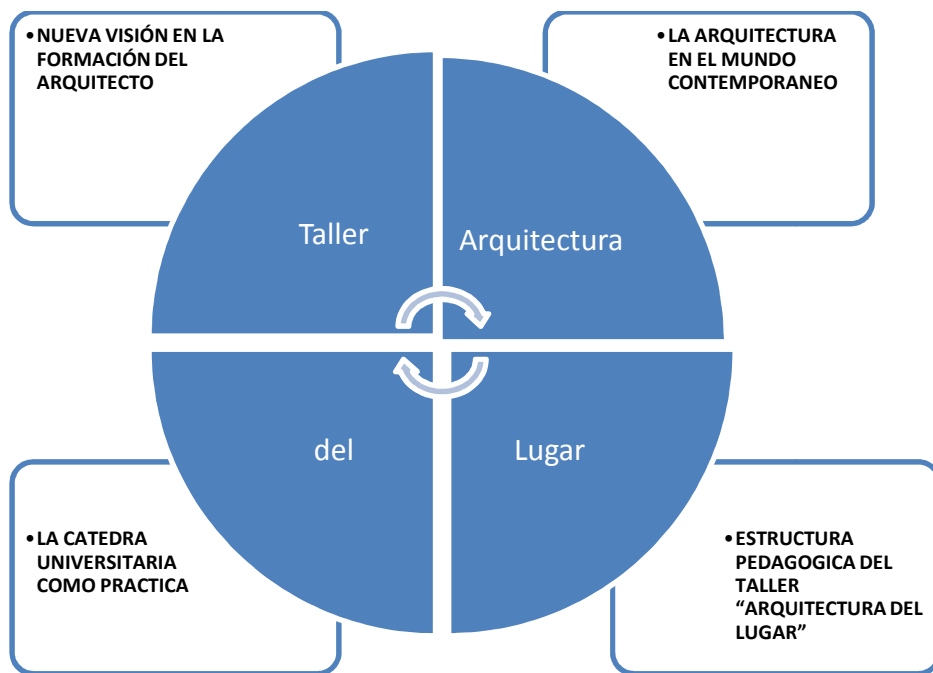 •NUEVA VISIÓN EN LA
FORMACIÓN DEL
ARQUITECTO
•LA ARQUITECTURA
EN EL MUNDO
CONTEMPORANEO
Taller
Arquitectura
del
Lugar
•LA CATEDRA
UNIVERSITARIA
COMO PRACTICA
•ESTRUCTURA
PEDAGOGICA DEL
TALLER
“ARQUITECTURA DEL
LUGAR”